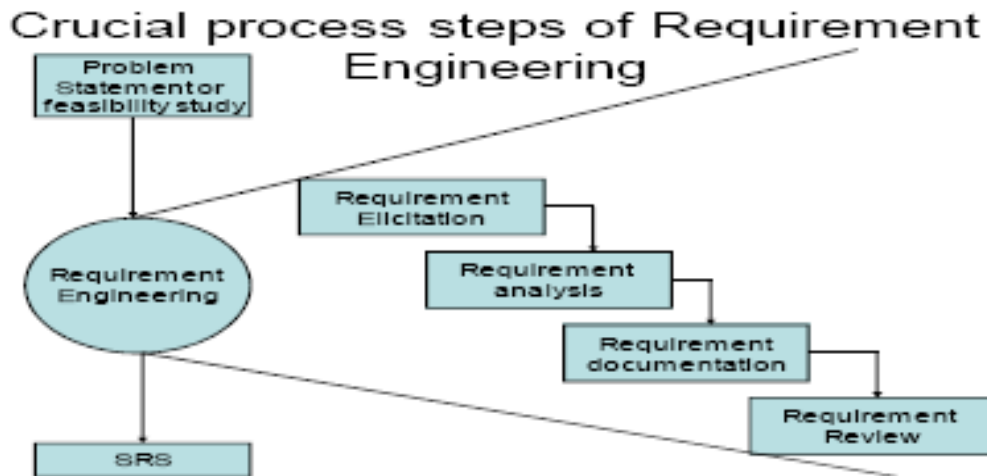 Crucial process steps of Requirement
Engineering
Problem
Statement or
feasibility study
Requirement
Elicitation
Requirement
Engineering
Requirement
analysis
Requirement
documentation
Requirement
Review
SRS